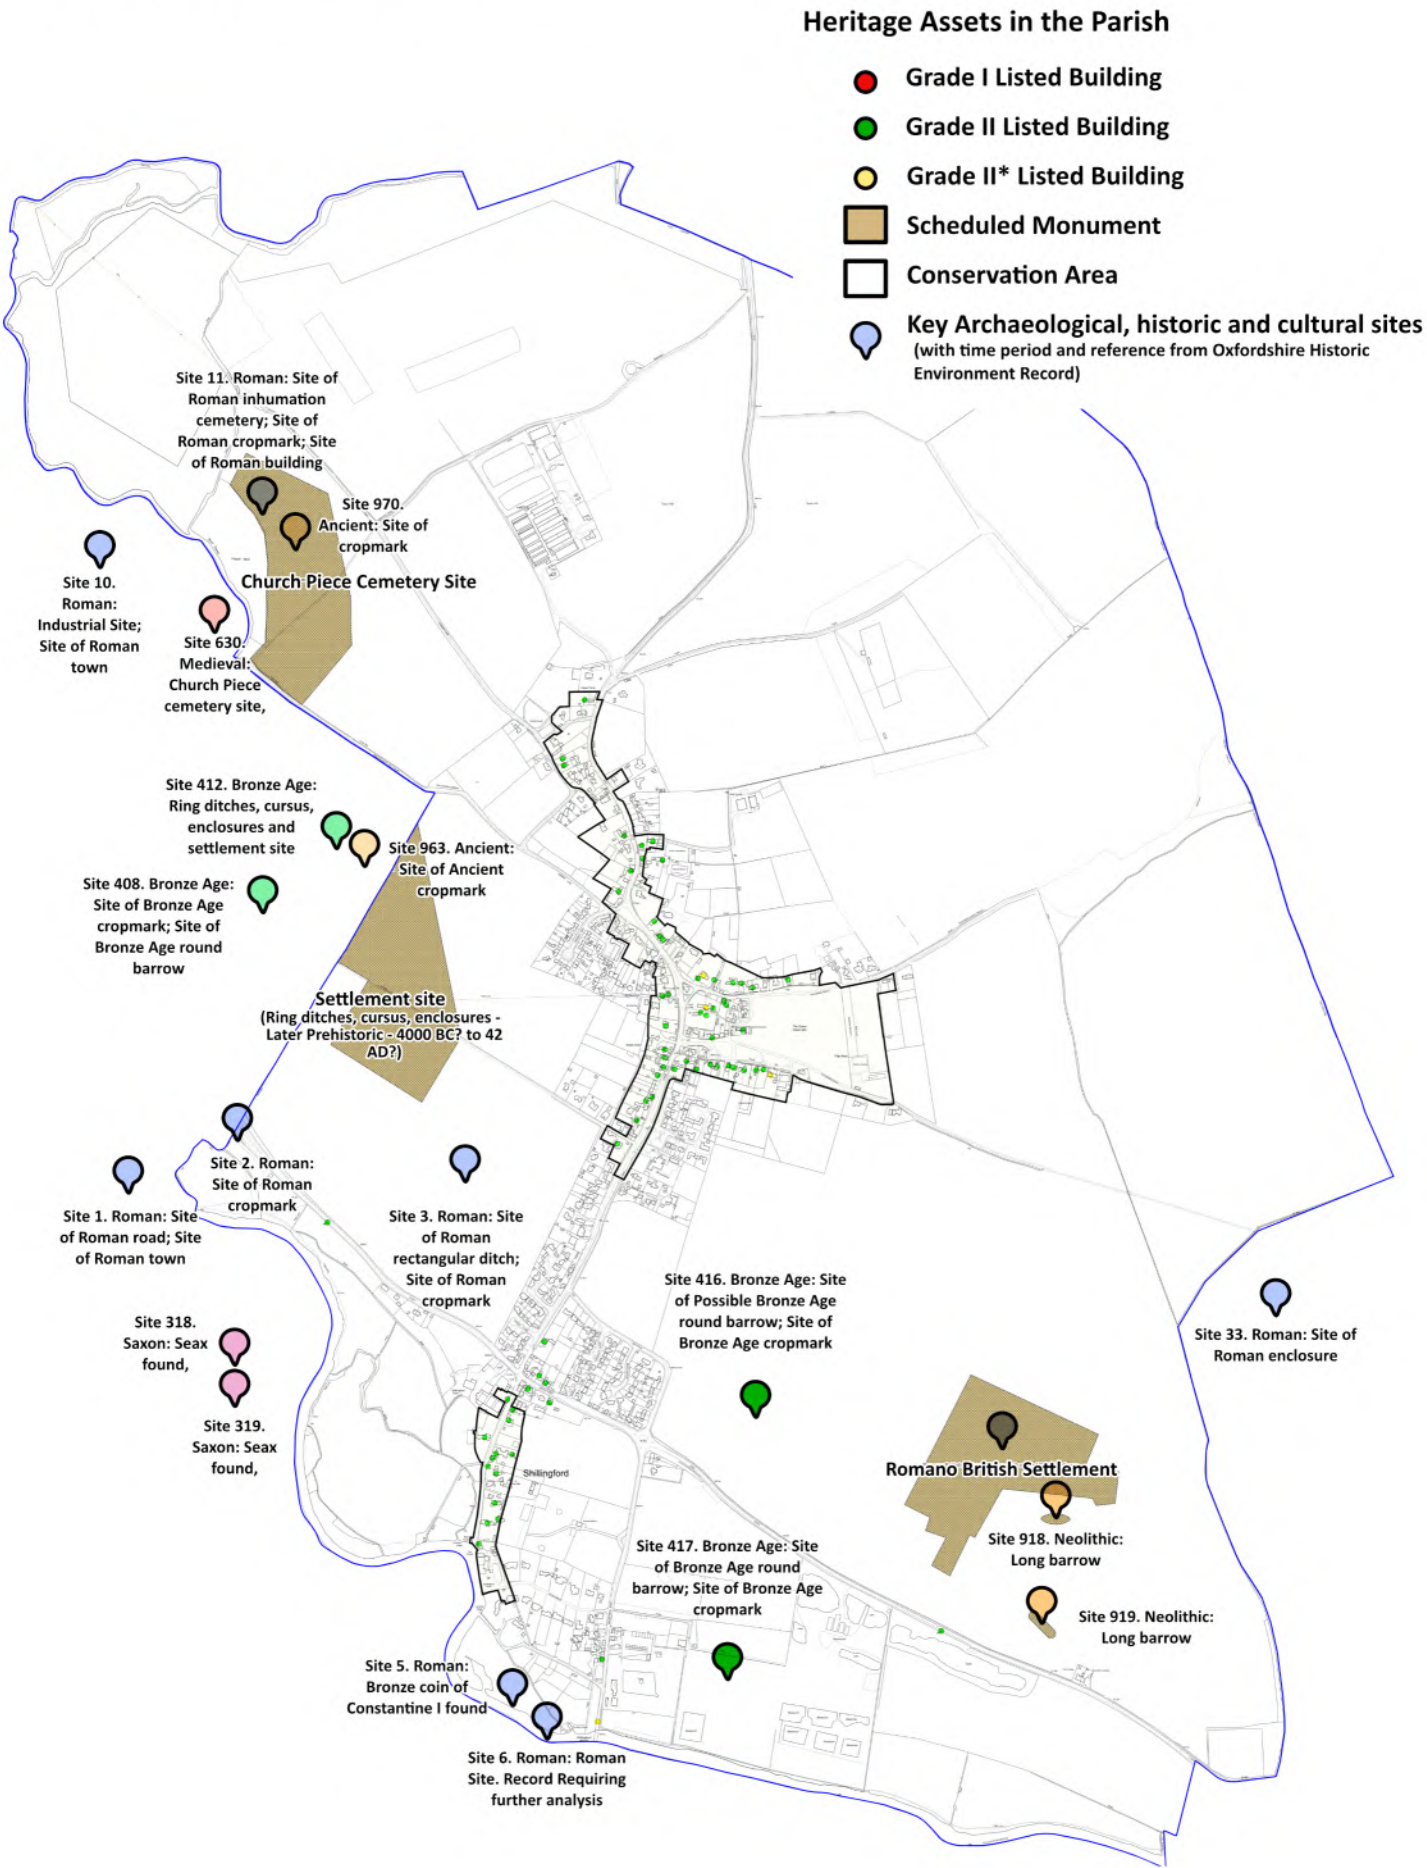 Heritage Assets in the Parish
Grade I Listed Building
Grade II Listed Building
Grade II* Listed Building
Scheduled Monument
Conservation Area
Key Archaeological, historic and cultural sites
(with time period and reference from Oxfordshire Historic
Environment Record)
Site 11. Roman: Site of
Roman inhumation
cemetery; Site of
Roman cropmark; Site
of Roman building
Site 970.
Ancient: Site of
cropmark
Church Piece Cemetery Site
Site 10.
Roman:
Industrial Site;
Site of Roman
town
Site 630.
Medieval:
Church Piece
cemetery site,
Site 412. Bronze Age:
Ring ditches, cursus,
enclosures and
settlement site
Site 963. Ancient:
Site of Ancient
cropmark
Site 408. Bronze Age:
Site of Bronze Age
cropmark; Site of
Bronze Age round
barrow
Settlement site
(Ring ditches, cursus, enclosures -
Later Prehistoric - 4000 BC? to 42
AD?)
Site 2. Roman:
Site of Roman
cropmark
Site 1. Roman: Site
of Roman road; Site
of Roman town
Site 3. Roman: Site
of Roman
rectangular ditch;
Site of Roman
cropmark
Site 416. Bronze Age: Site
of Possible Bronze Age
round barrow; Site of
Bronze Age cropmark
Site 33. Roman: Site of
Roman enclosure
Site 318.
Saxon: Seax
found,
Site 319.
Saxon: Seax
found,
Shillingford
Romano British Settlement
Site 918. Neolithic:
Long barrow
Site 417. Bronze Age: Site
of Bronze Age round
barrow; Site of Bronze Age
cropmark
Site 919. Neolithic:
Long barrow
Site 5. Roman:
Bronze coin of
Constantine I found
Site 6. Roman: Roman
Site. Record Requiring
further analysis